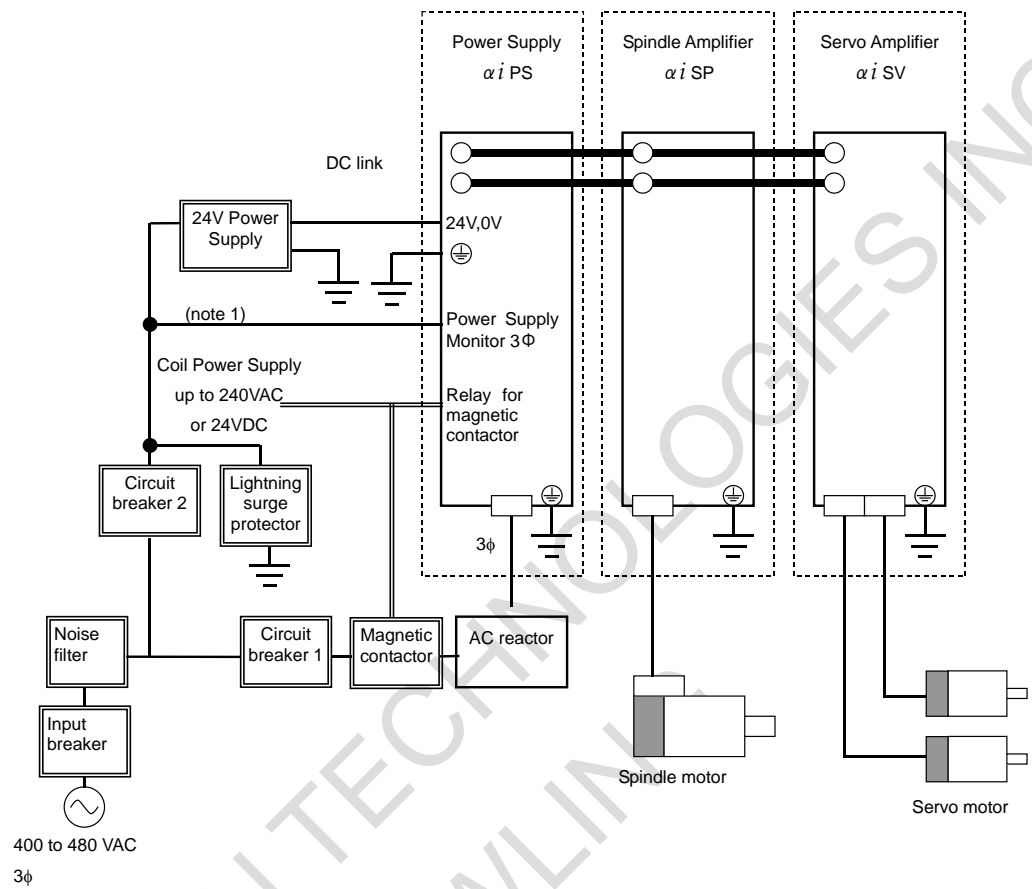 Power Supply
αi PS
Spindle Amplifier
αi SP
Servo Amplifier
αi SV
DC link
24V Power
Supply
24V,0V
(note 1)
Power Supply
Monitor 3Φ
Coil Power Supply
up to 240VAC
or 24VDC
Relay for
magnetic
contactor
Circuit
breaker 2
Lightning
surge
protector
3ϕ
Noise
filter
Circuit
breaker 1
Magnetic
contactor
AC reactor
Input
breaker
Spindle motor
Servo motor
400 to 480 VAC
3ϕ
TECHNOLOGIES INC